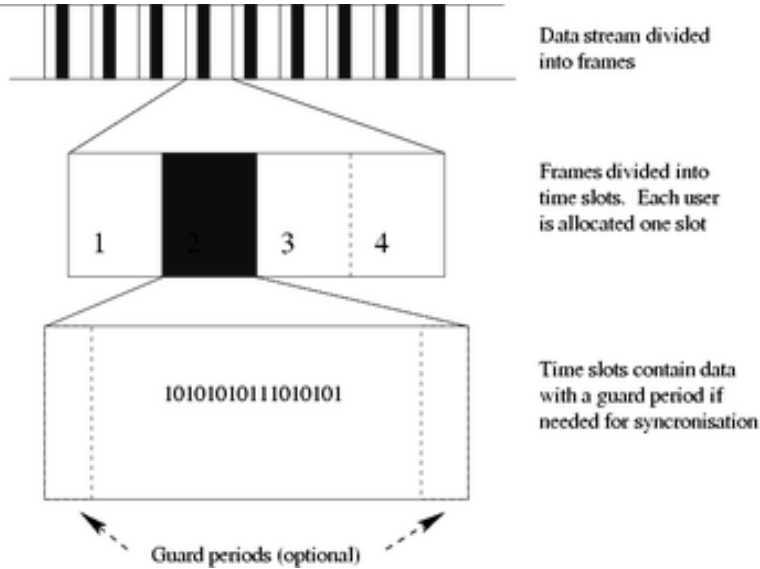 Data stream divided
into frames
Frames divided into
time slots. Each user
is allocated one slot
1 2 3 4
Time slots contain data
with a guard period if
needed for syncronisation
10101010111010101
Guard periods (optional)